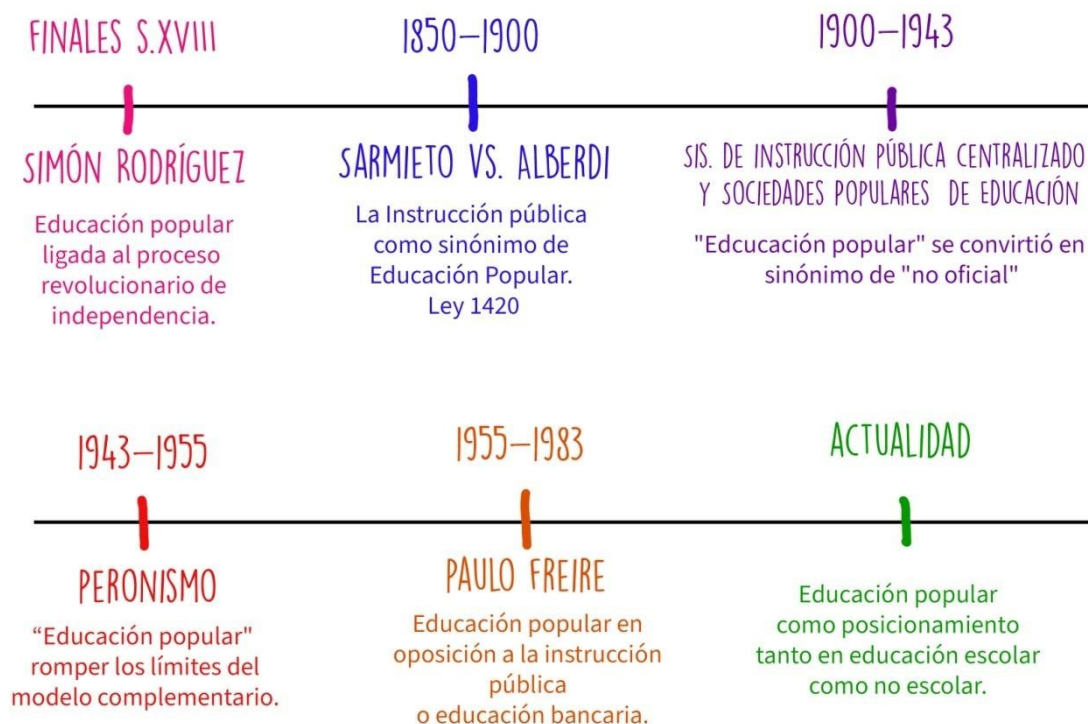 FINALES S.XVIII
SIMÓN RODRÍGUEZ
Educación popular
ligada al proceso
revolucionario de
independencia.
1850–1900
SARMIETO VS. ALBERDI
La Instrucción pública
como sinónimo de
Educación Popular.
Ley 1420
1900–1943
SIS. DE INSTRUCCIÓN PÚBLICA CENTRALIZADO
Y SOCIEDADES POPULARES DE EDUCACIÓN
"Edcucación popular" se convirtió en
sinónimo de "no oficial"
1943–1955
PERONISMO
“Educación popular"
romper los límites del
modelo complementario.
1955–1983
PAULO FREIRE
Educación popular en
oposición a la instrucción
pública
o educación bancaria.
ACTUALIDAD
Educación popular
como posicionamiento
tanto en educación escolar
como no escolar.